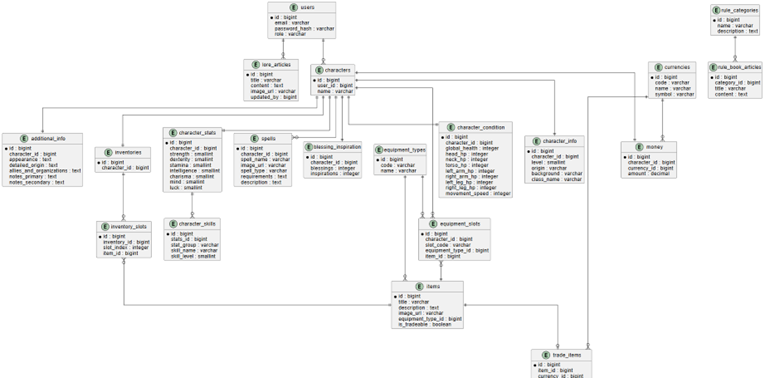 users
id : bigint
email : varchar
password_hash : varchar
role : varchar
rule_categories
id : bigint
name : varchar
description : text
lore_articles
id : bigint
title : varchar
content : text
image_url : varchar
updated_by : bigint
characters
id : bigint
user_id : bigint
name : varchar
currencies
id : bigint
code : varchar
name : varchar
symbol : varchar
rule_book_articles
id : bigint
category_id : bigint
title : varchar
content : text
additional_info
id : bigint
character_id : bigint
appearance : text
detailed_origin : text
allies_and_organizations : text
notes_primary : text
notes_secondary : text
inventories
id : bigint
character_id : bigint
character_stats
id : bigint
character_id : bigint
strength : smallint
dexterity : smallint
stamina : smallint
intelligence : smallint
charisma : smallint
mind : smallint
luck : smallint
spells
id : bigint
character_id : bigint
spell_name : varchar
image_url : varchar
spell_type : varchar
requirements : text
description : text
blessing_inspiration
id : bigint
character_id : bigint
blessings : integer
inspirations : integer
equipment_types
id : bigint
code : varchar
name : varchar
character_condition
id : bigint
character_id : bigint
global_health : integer
head_hp : integer
neck_hp : integer
torso_hp : integer
left_arm_hp : integer
right_arm_hp : integer
left_leg_hp : integer
right_leg_hp : integer
movement_speed : integer
character_info
id : bigint
character_id : bigint
level : smallint
origin : varchar
background : varchar
class_name : varchar
money
id : bigint
character_id : bigint
currency_id : bigint
amount : decimal
inventory_slots
id : bigint
inventory_id : bigint
slot_index : integer
item_id : bigint
character_skills
id : bigint
stats_id : bigint
stat_group : varchar
skill_name : varchar
skill_level : smallint
equipment_slots
id : bigint
character_id : bigint
slot_code : varchar
equipment_type_id : bigint
item_id : bigint
items
id : bigint
title : varchar
description : text
image_url : varchar
equipment_type_id : bigint
is_tradeable : boolean
trade_items
id : bigint
item_id : bigint
currency_id : bigint